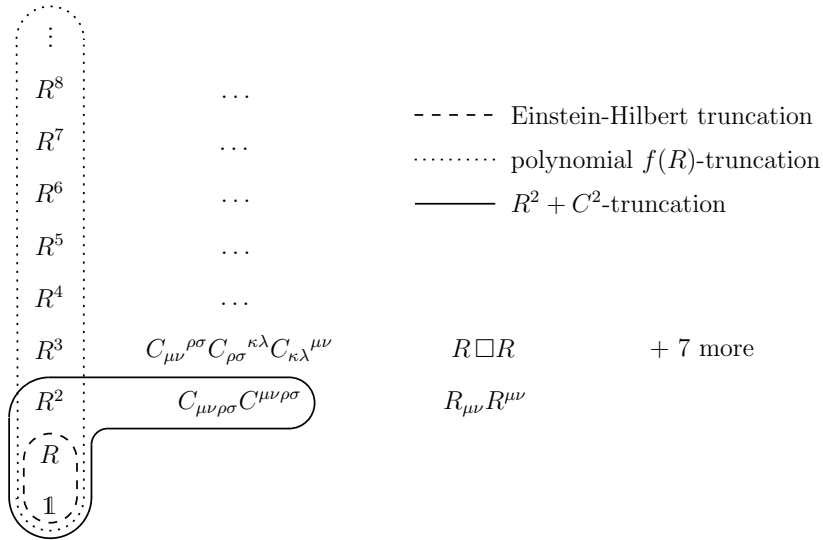 ⋮
R⁸ ...
Einstein-Hilbert truncation
R⁷ ...
polynomial f(R)-truncation
R⁶ ...
R² + C²-truncation
R⁵ ...
R⁴ ...
R³ C_{μν}{}^{ρσ}C_{ρσ}{}^{κλ}C_{κλ}{}^{μν} R□R + 7 more
R² C_{μνρσ}C^{μνρσ} R_{μν}R^{μν}
R
𝟙